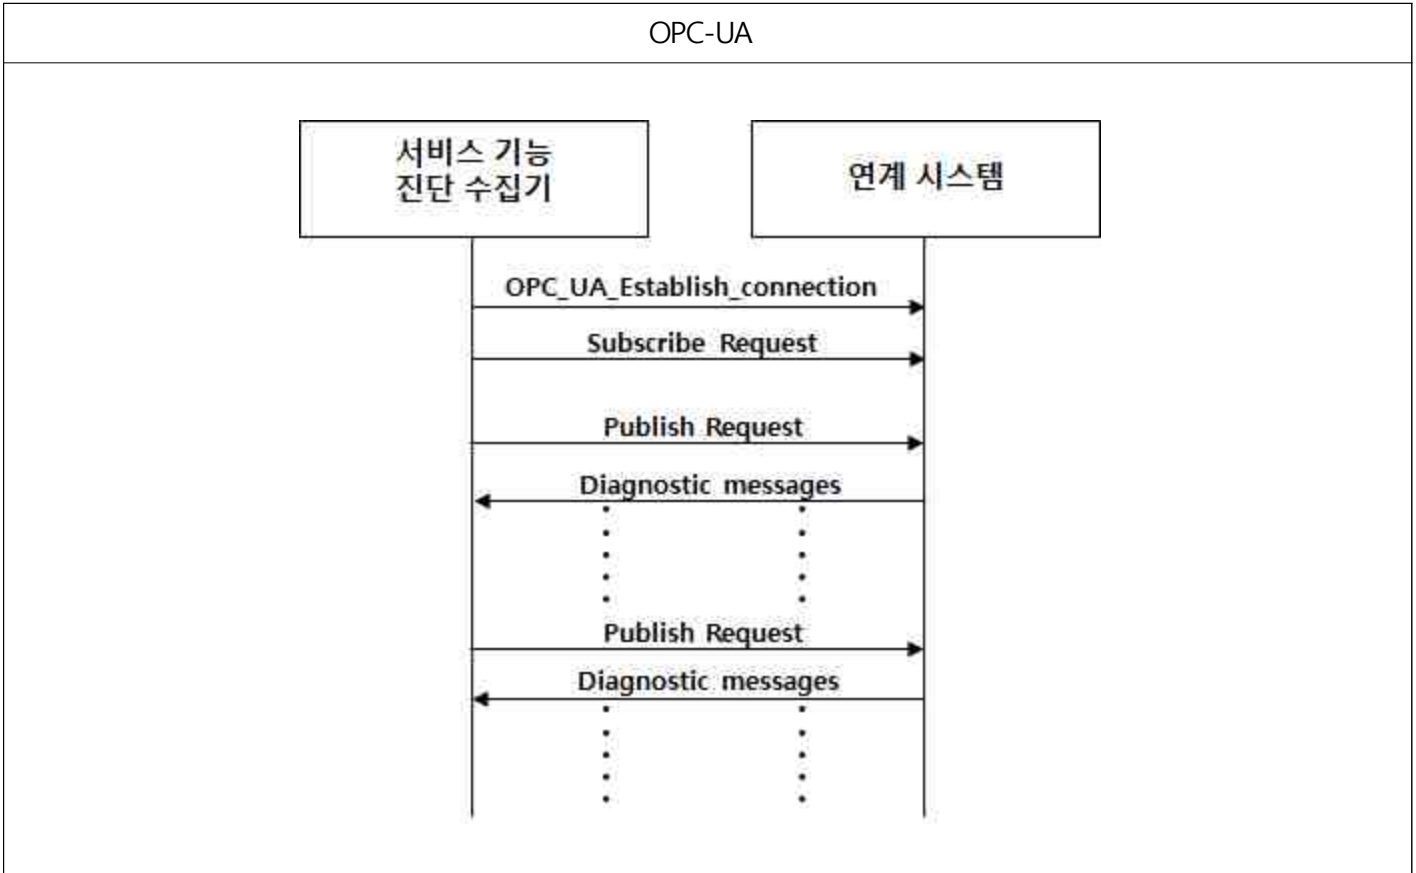 OPC-UA
서비스 기능
진단 수집기
연계 시스템
OPC_UA_Establish_connection
Subscribe Request
Publish Request
Diagnostic messages
Publish Request
Diagnostic messages